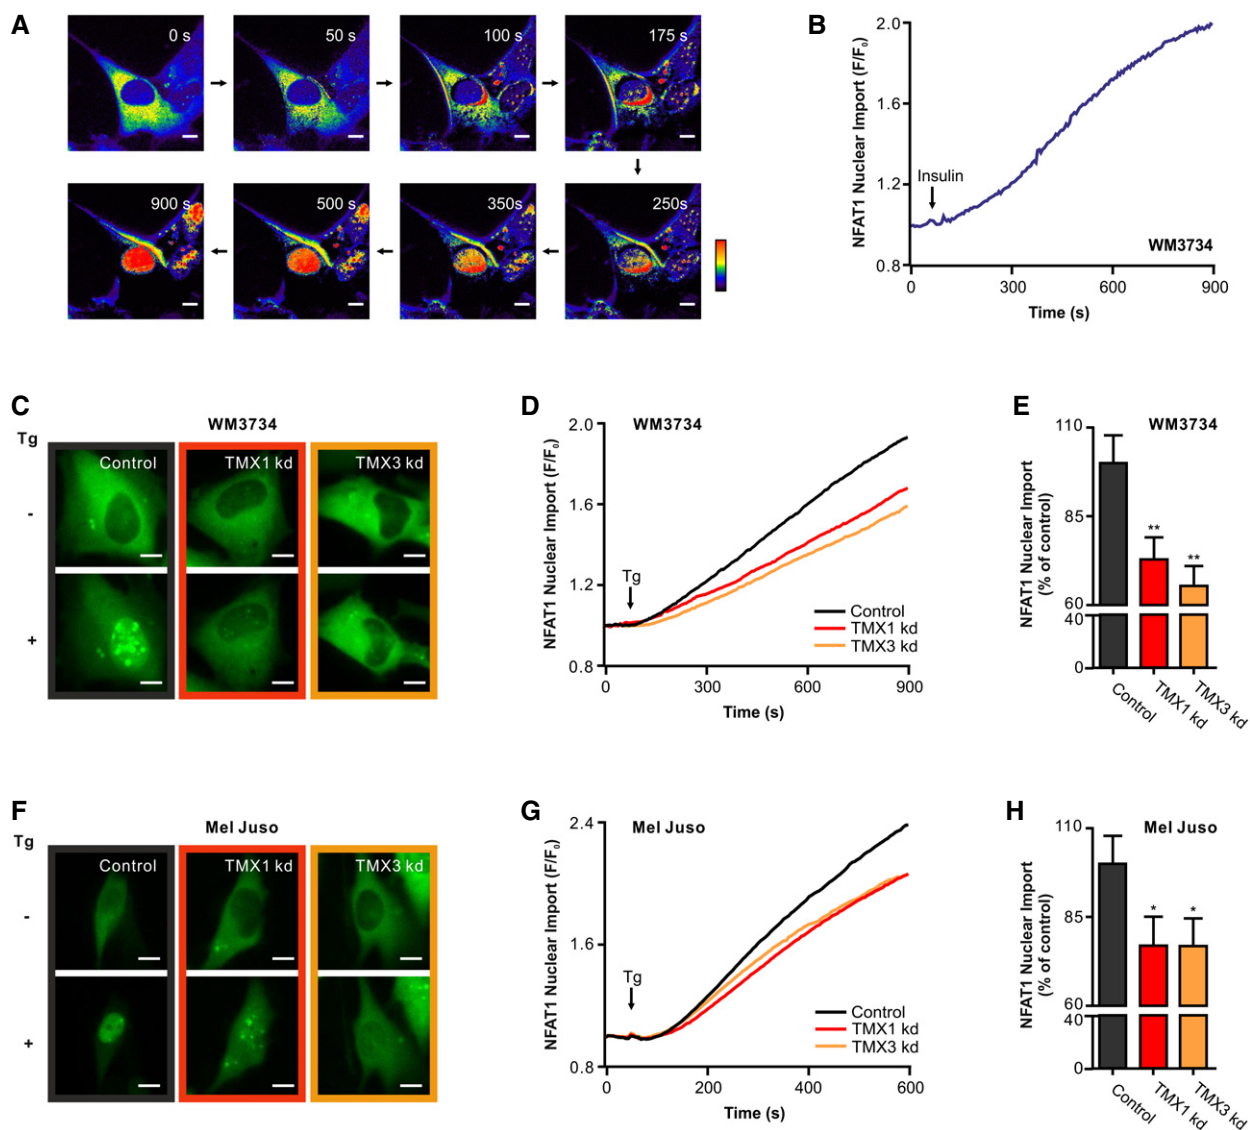 A
0 s
50 s
100 s
175 s
900 s
500 s
350s
250s
B
NFAT1 Nuclear Import (F/F₀)
2.0
1.6
1.2
0.8
Insulin
WM3734
0
300
600
900
Time (s)
C
WM3734
Tg
Control
TMX1 kd
TMX3 kd
-
+
D
NFAT1 Nuclear Import (F/F₀)
2.0
1.6
1.2
0.8
WM3734
Tg
Control
TMX1 kd
TMX3 kd
0
300
600
900
Time (s)
E
WM3734
NFAT1 Nuclear Import
(% of control)
110
85
60
40
0
**
**
Control
TMX1 kd
TMX3 kd
F
Mel Juso
Tg
Control
TMX1 kd
TMX3 kd
-
+
G
NFAT1 Nuclear Import (F/F₀)
2.4
1.6
0.8
Mel Juso
Tg
Control
TMX1 kd
TMX3 kd
0
200
400
600
Time (s)
H
Mel Juso
NFAT1 Nuclear Import
(% of control)
110
85
60
40
0
*
*
Control
TMX1 kd
TMX3 kd